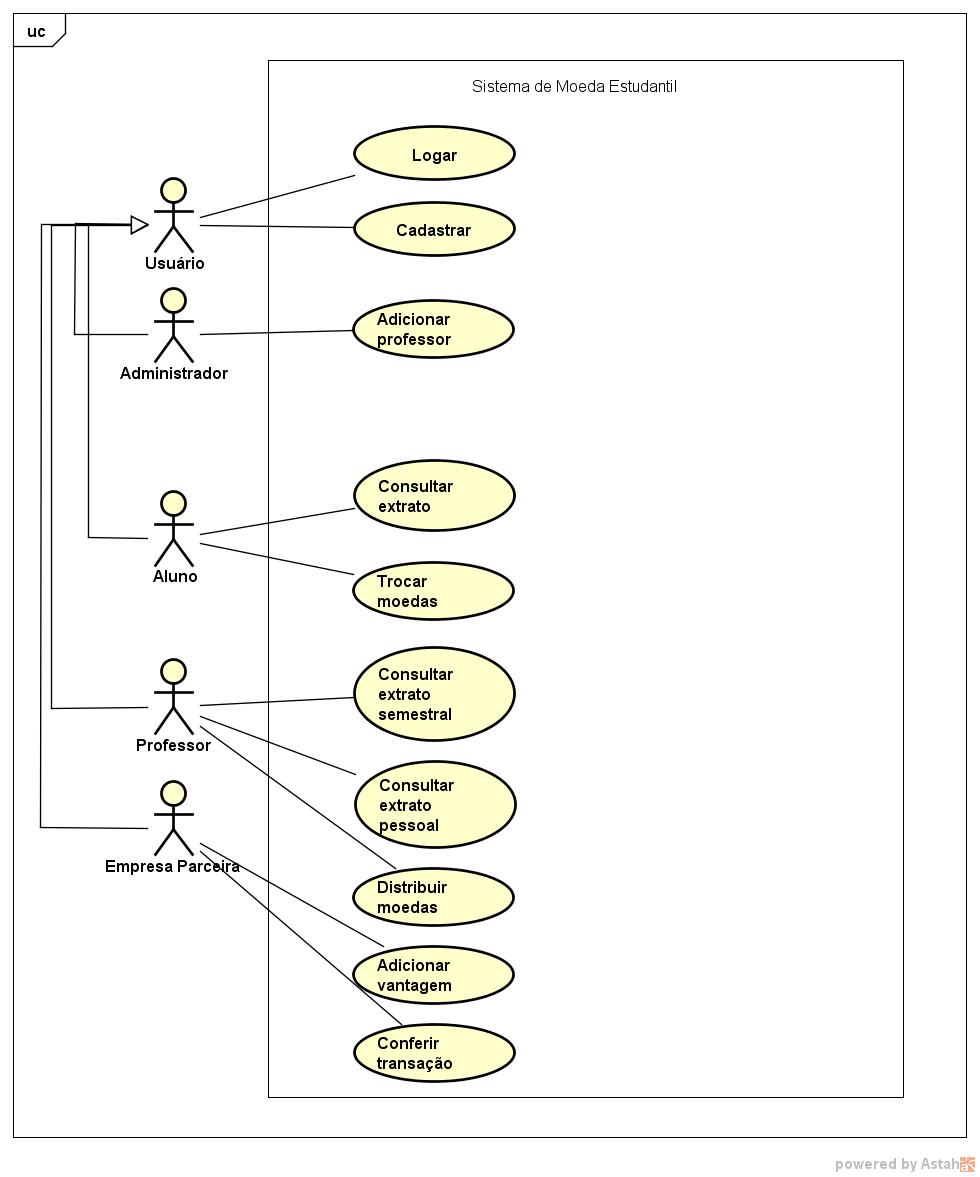 uc
Sistema de Moeda Estudantil
Logar
Cadastrar
Usuário
Adicionar
professor
Administrador
Consultar
extrato
Aluno
Trocar
moedas
Consultar
extrato
semestral
Professor
Consultar
extrato
pessoal
Empresa Parceira
Distribuir
moedas
Adicionar
vantagem
Conferir
transação
powered by Astah